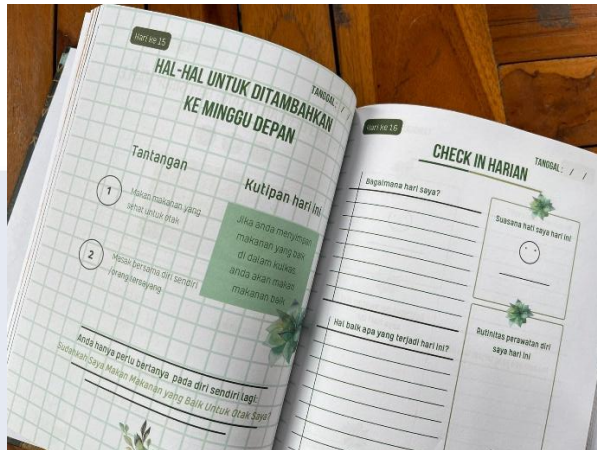 Hari ke 15
TANGGAL: / /
HAL-HAL UNTUK DITAMBAHKAN
KE MINGGU DEPAN
Tantangan
1
Makan makanan yang
sehat untuk otak
2
Masak bersama diri sendiri
/orang tersayang
Kutipan hari ini
Jika anda menyimpan
makanan yang baik
di dalam kulkas,
anda akan makan
makanan baik
Anda hanya perlu bertanya pada diri sendiri lagi:
Sudahkah Saya Makan Makanan yang Baik Untuk Otak Saya?
Hari ke 16
TANGGAL: / /
CHECK IN HARIAN
Bagaimana hari saya?
Hal baik apa yang terjadi hari ini?
Suasana hati saya hari ini
Rutinitas perawatan diri
saya hari ini